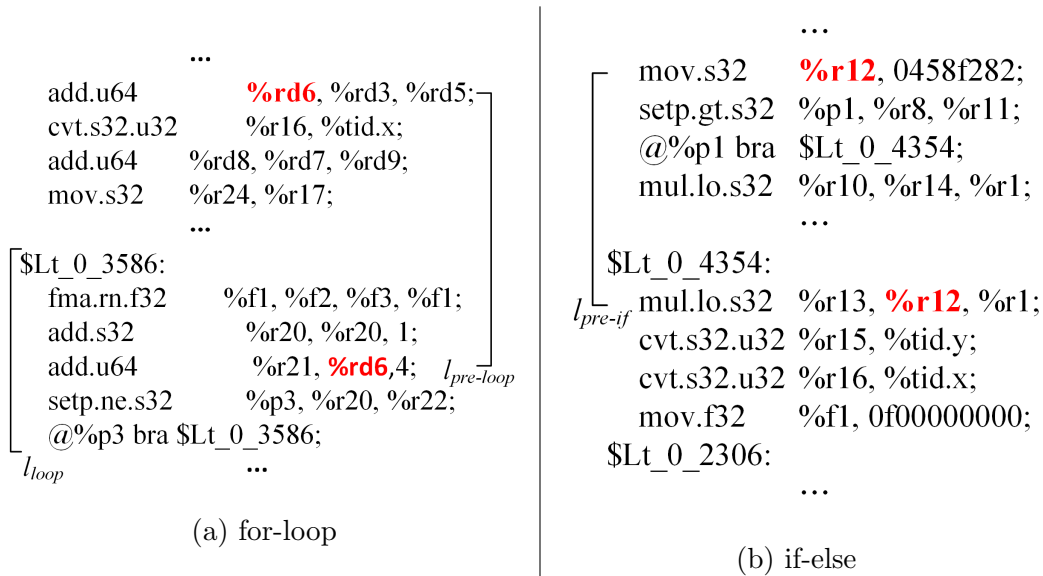 ...
add.u64 %rd6, %rd3, %rd5;
cvt.s32.u32 %r16, %tid.x;
add.u64 %rd8, %rd7, %rd9;
mov.s32 %r24, %r17;
...
$Lt_0_3586:
fma.rn.f32 %f1, %f2, %f3, %f1;
add.s32 %r20, %r20, 1;
add.u64 %r21, %rd6,4; l_pre-loop
setp.ne.s32 %p3, %r20, %r22;
@%p3 bra $Lt_0_3586;
l_loop ...
(a) for-loop
...
mov.s32 %r12, 0458f282;
setp.gt.s32 %p1, %r8, %r11;
@%p1 bra $Lt_0_4354;
mul.lo.s32 %r10, %r14, %r1;
...
$Lt_0_4354:
l_pre-if mul.lo.s32 %r13, %r12, %r1;
cvt.s32.u32 %r15, %tid.y;
cvt.s32.u32 %r16, %tid.x;
mov.f32 %f1, 0f00000000;
$Lt_0_2306:
...
(b) if-else